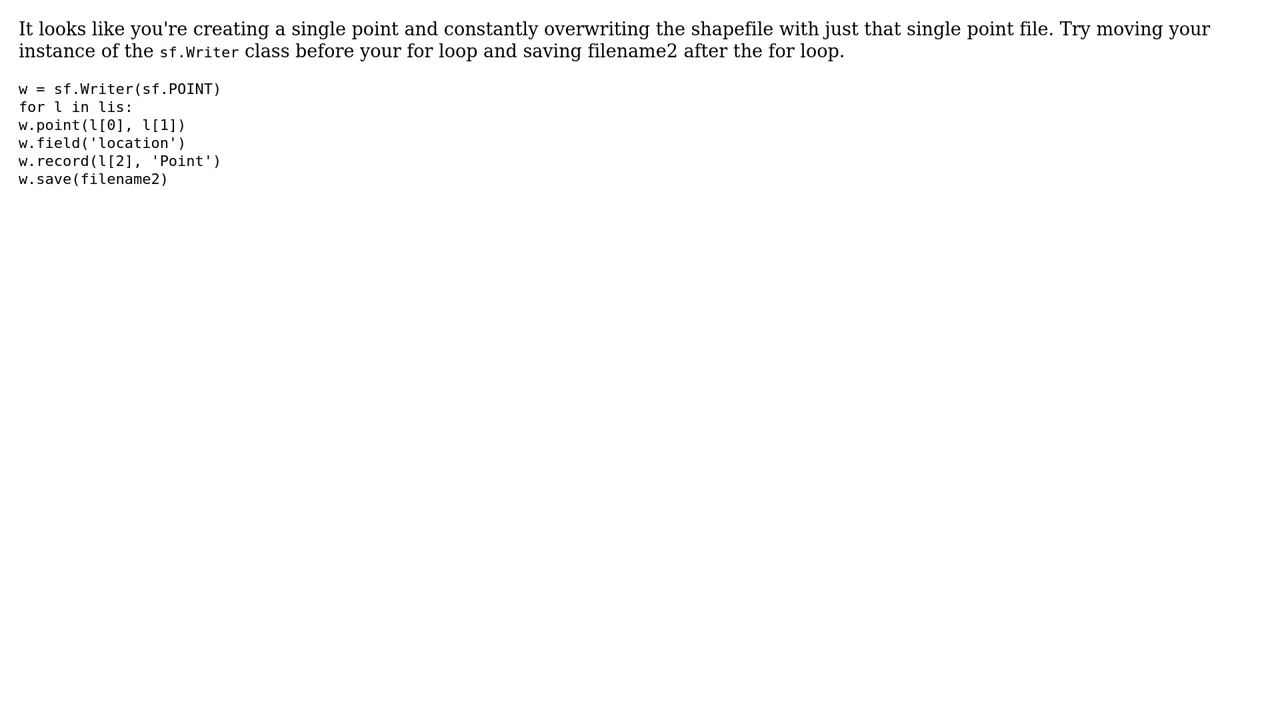 It looks like you're creating a single point and constantly overwriting the shapefile with just that single point file. Try moving your
instance of the sf.Writer class before your for loop and saving filename2 after the for loop.
w = sf.Writer(sf.POINT)
for l in lis:
w.point(l[0], l[1])
w.field('location')
w.record(l[2], 'Point')
w.save(filename2)